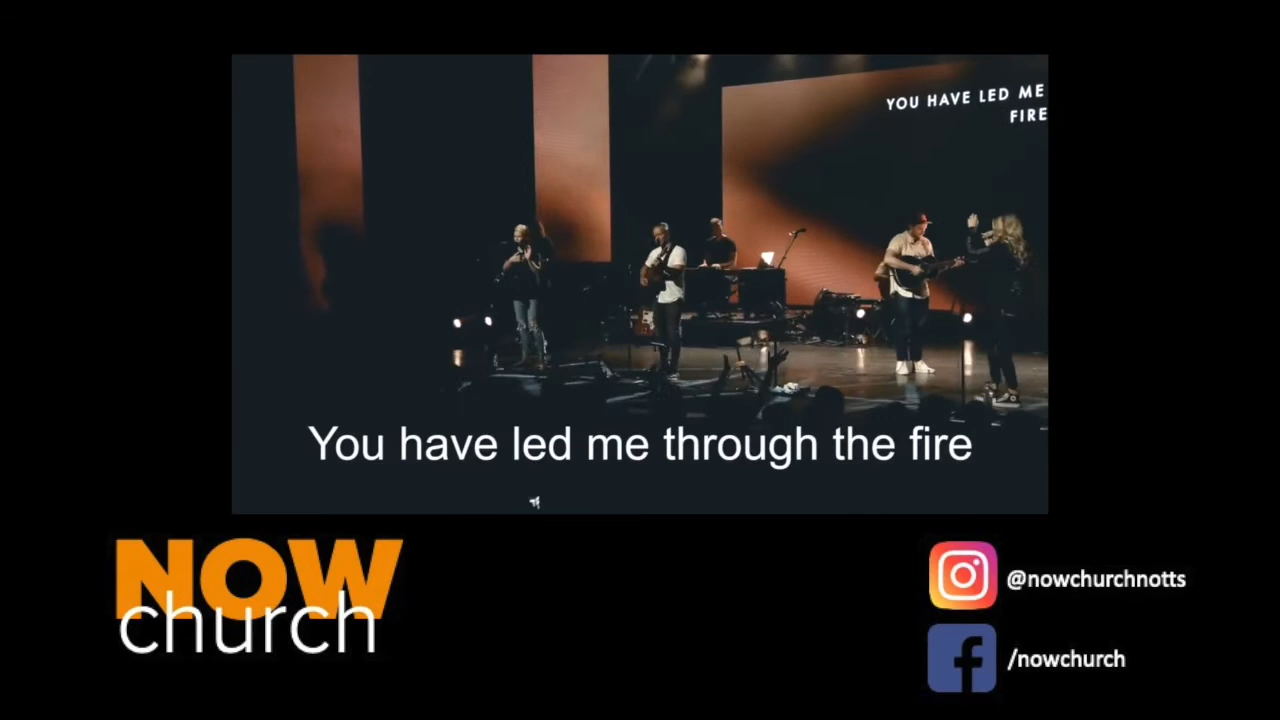 YOU HAVE LED ME
FIRE
You have led me through the fire
NOW
church
@nowchurchnotts
/nowchurch